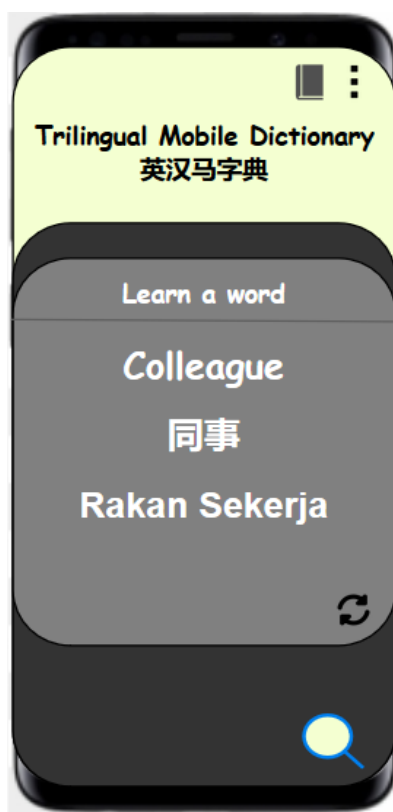 Trilingual Mobile Dictionary
英汉马字典
Learn a word
Colleague
同事
Rakan Sekerja